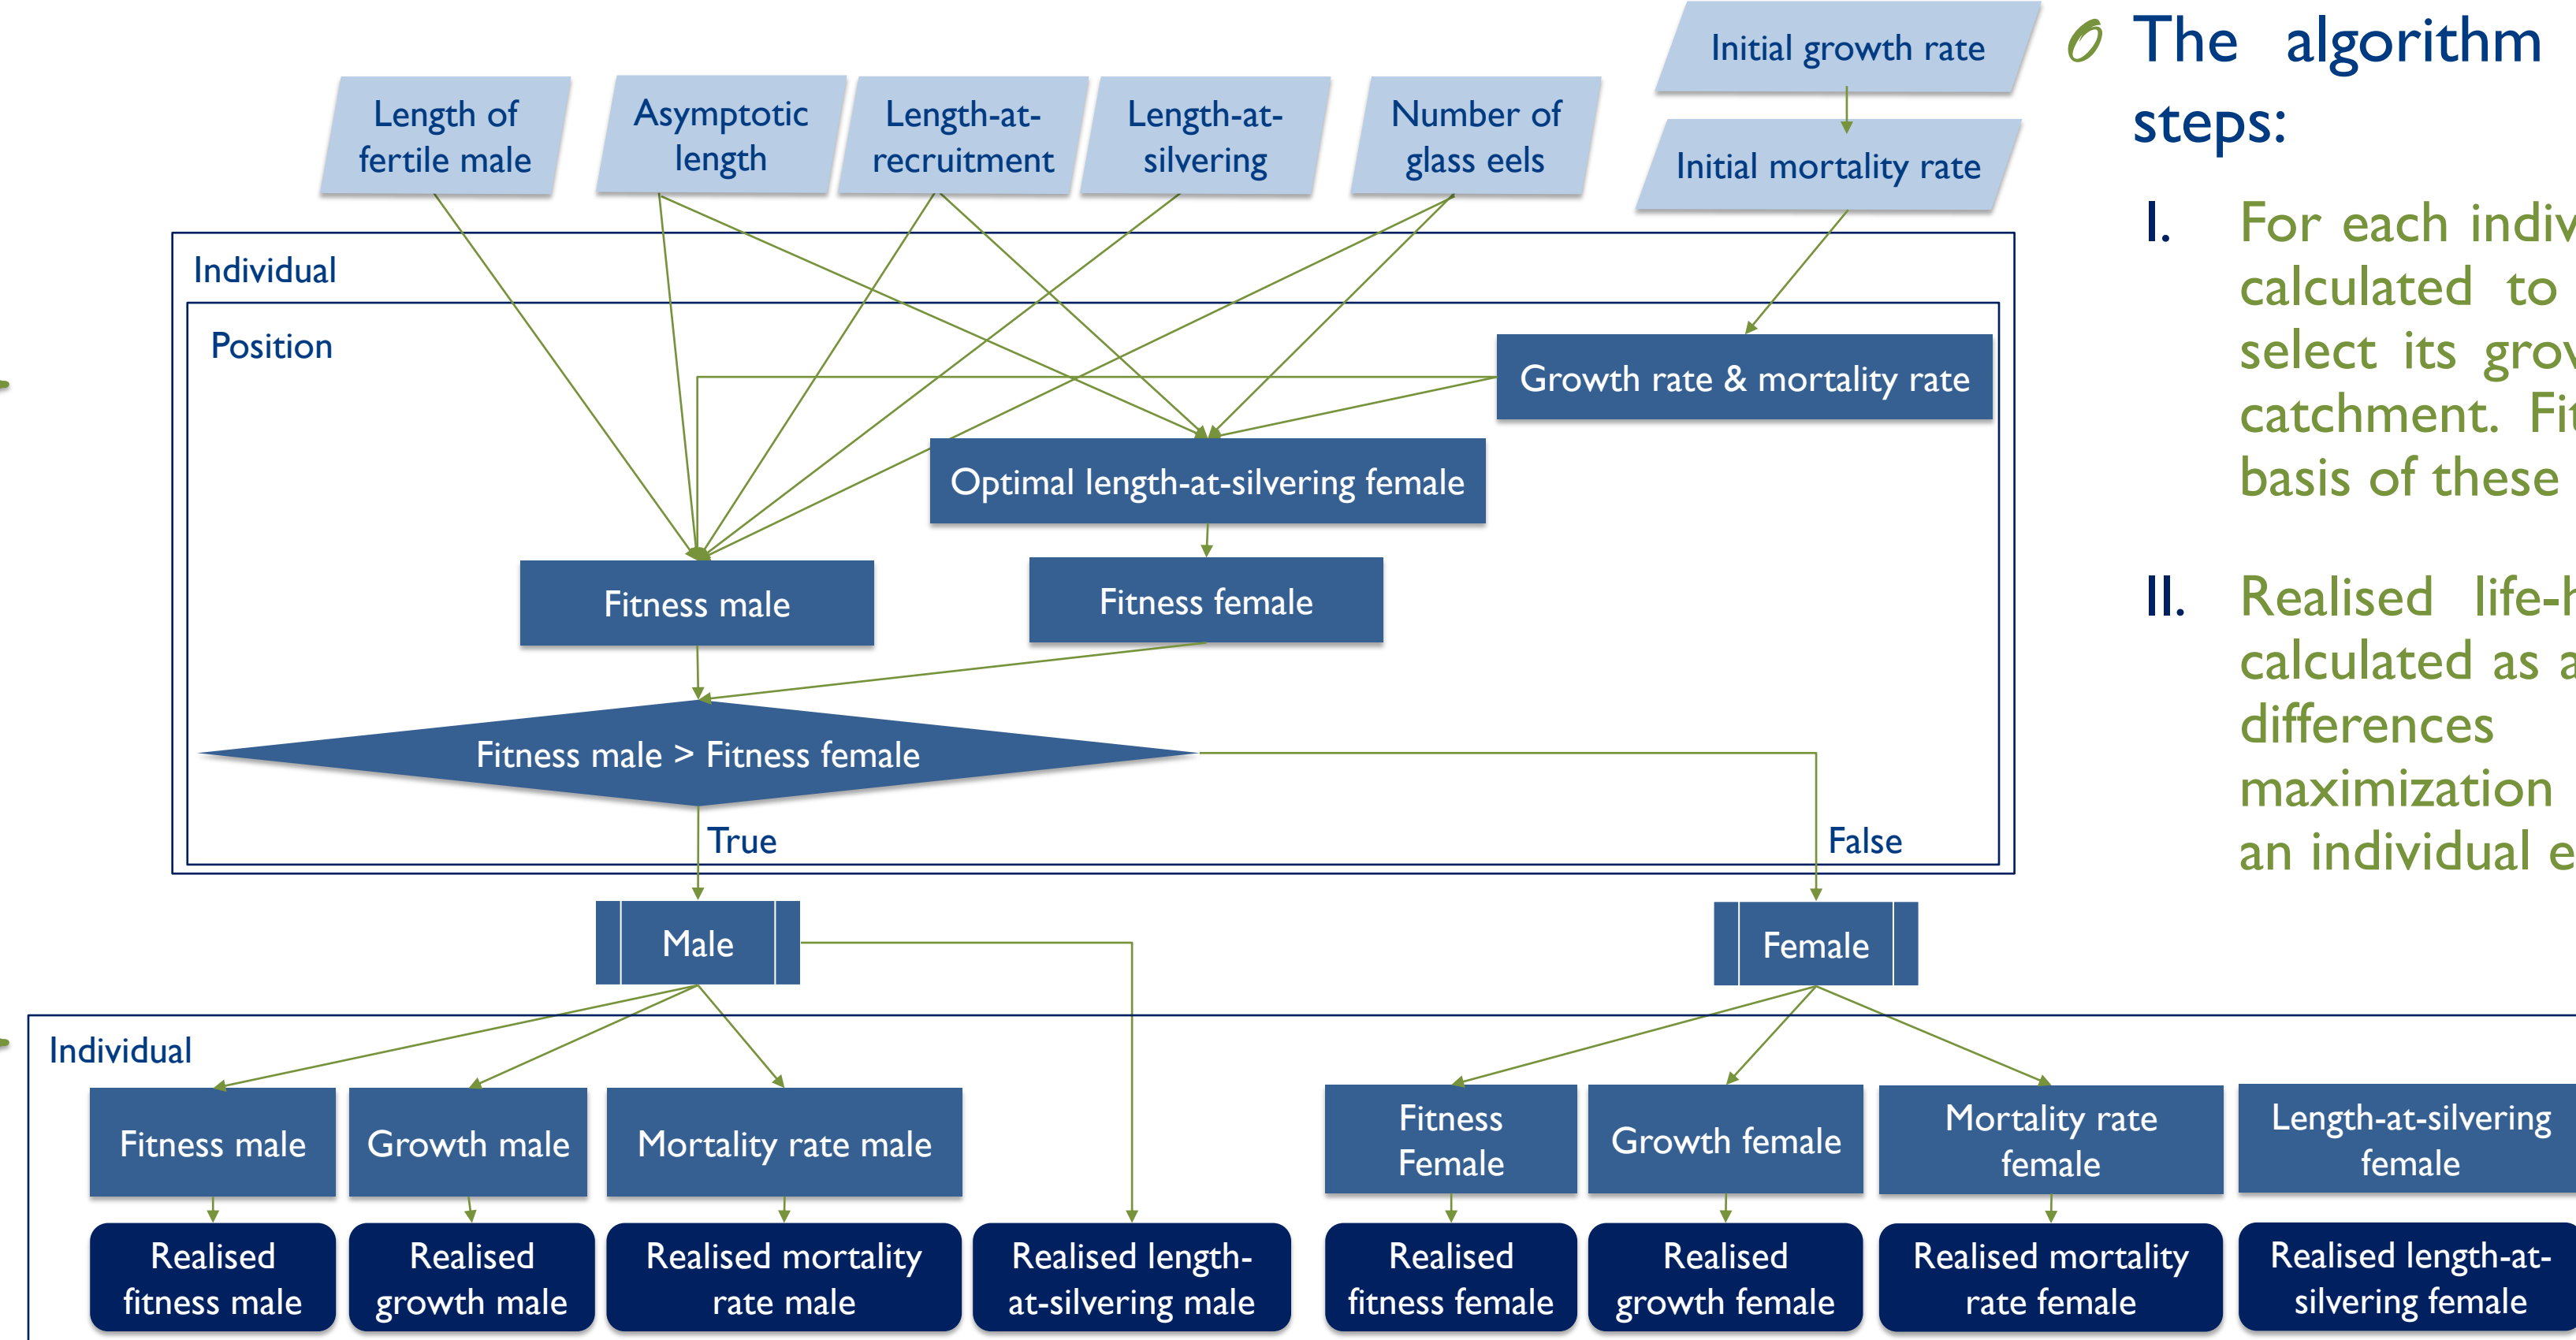 Length of
fertile male
Asymptotic
length
Length-at-
recruitment
Length-at-
silvering
Number of
glass eels
Initial growth rate
Initial mortality rate
Individual
Position
Growth rate & mortality rate
Optimal length-at-silvering female
Fitness male
Fitness female
Fitness male > Fitness female
True
False
Male
Female
Individual
Fitness male
Growth male
Mortality rate male
Fitness
Female
Growth female
Mortality rate
female
Length-at-silvering
female
Realised
fitness male
Realised
growth male
Realised mortality
rate male
Realised length-
at-silvering male
Realised
fitness female
Realised
growth female
Realised mortality
rate female
Realised length-at-
silvering female
The algorithm
steps:
I. For each indiv
calculated to
select its grov
catchment. Fit
basis of these
II. Realised life-h
calculated as a
differences
maximization
an individual e